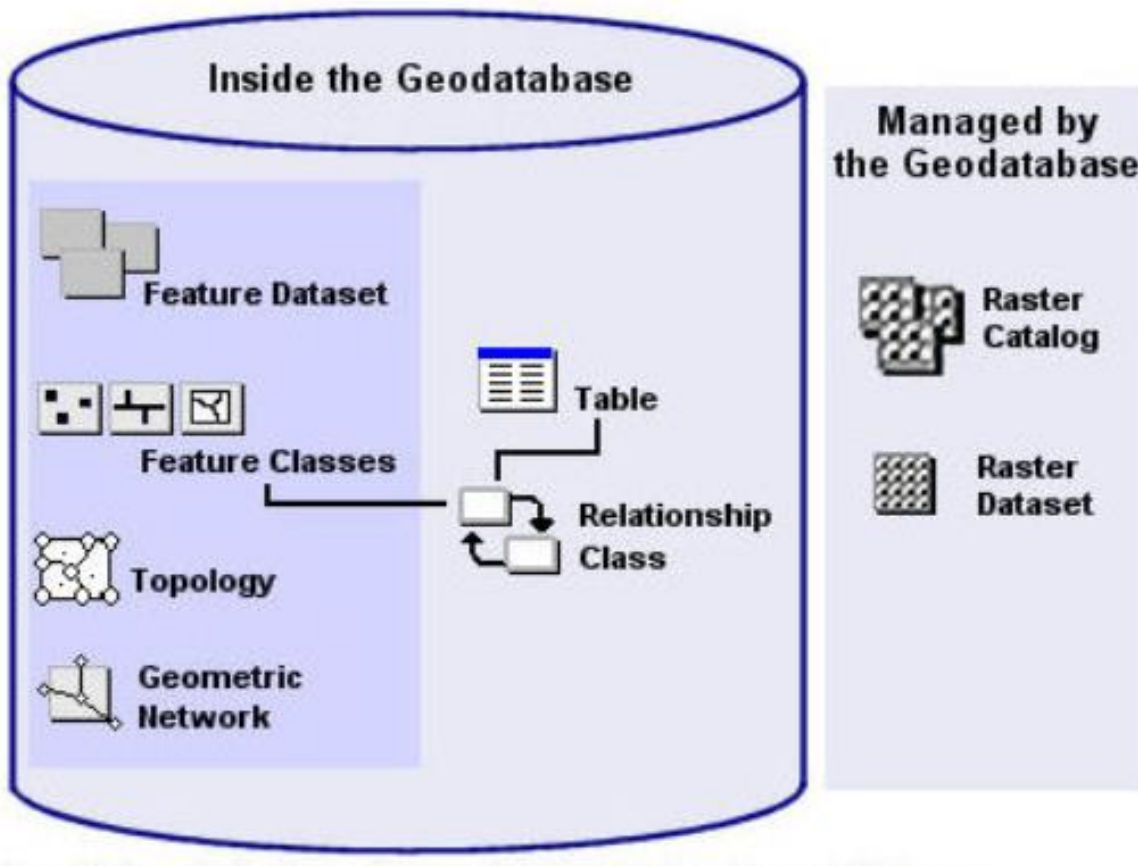 Inside the Geodatabase
Feature Dataset
Feature Classes
Topology
Geometric
Network
Table
Relationship
Class
Managed by
the Geodatabase
Raster
Catalog
Raster
Dataset